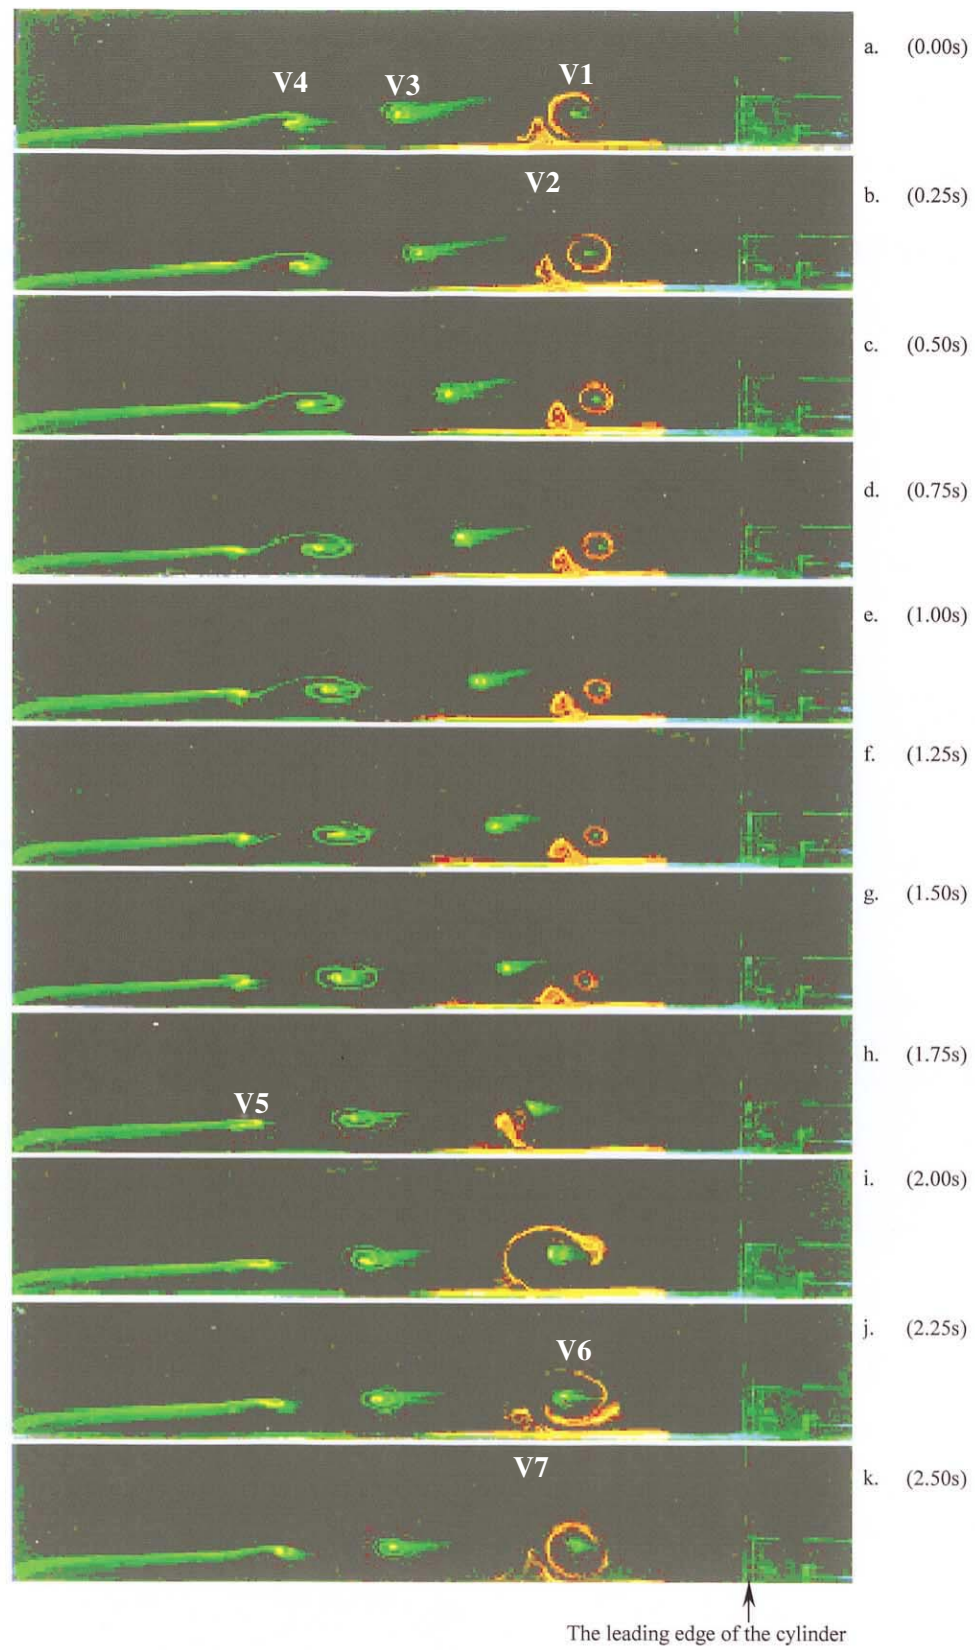 a. (0.00s)
V4 V3 V1
V2
b. (0.25s)
c. (0.50s)
d. (0.75s)
e. (1.00s)
f. (1.25s)
g. (1.50s)
h. (1.75s)
V5
i. (2.00s)
j. (2.25s)
V6
V7
k. (2.50s)
The leading edge of the cylinder